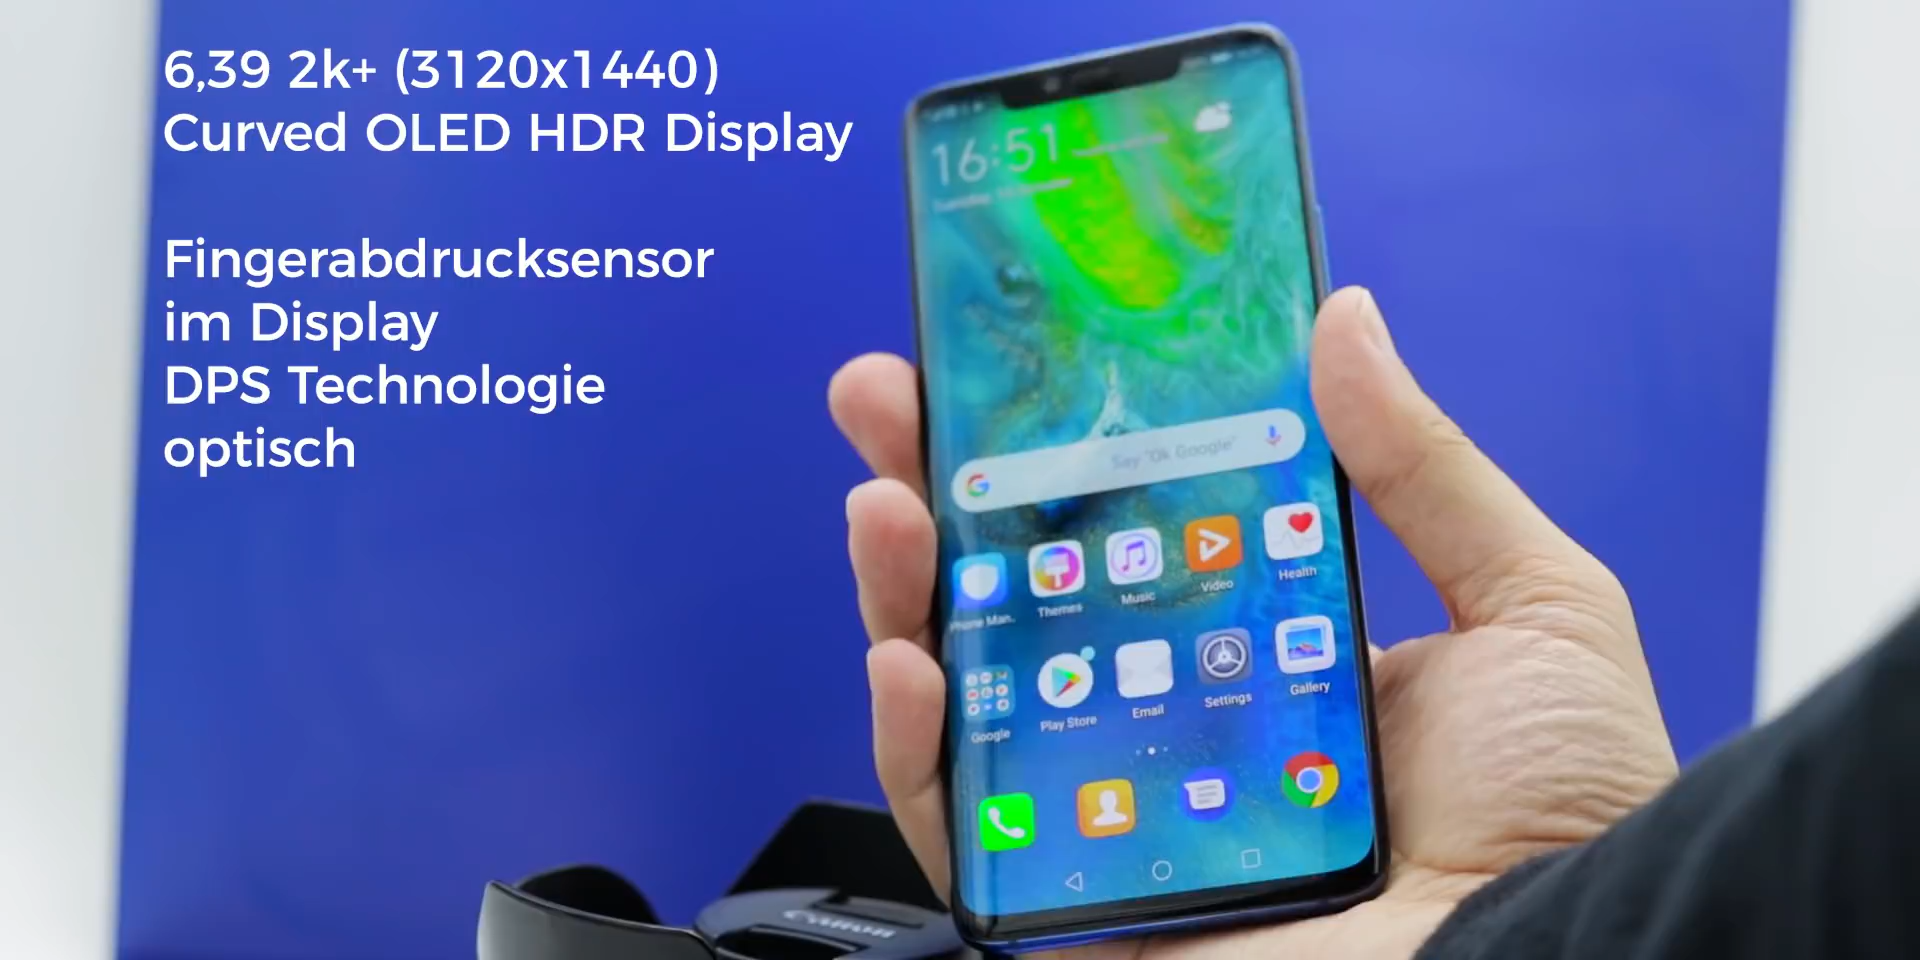 6,39 2k+ (3120x1440)
Curved OLED HDR Display
Fingerabdrucksensor
im Display
DPS Technologie
optisch
16:51
Say "Ok Google"
Phone Man..
Themes
Music
Video
Health
Google
Play Store
Email
Settings
Gallery
Canon